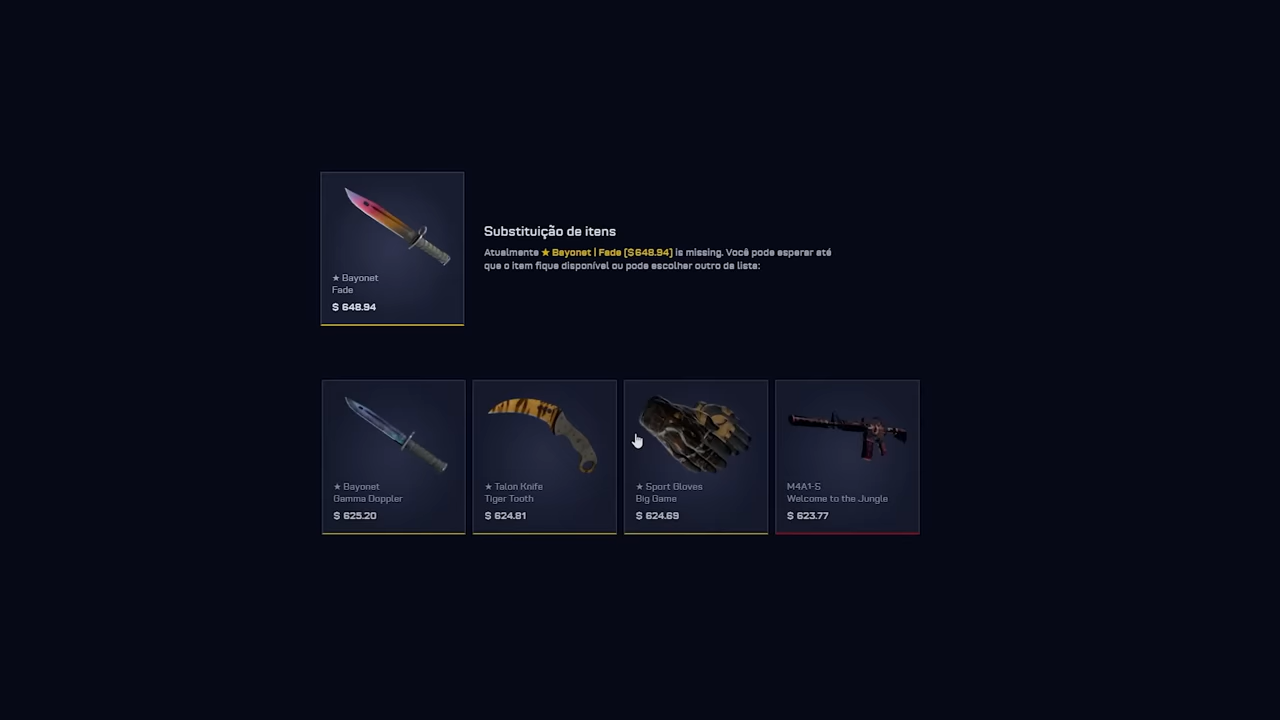 ★ Bayonet
Fade
$ 648.94
Substituição de itens
Atualmente ★ Bayonet | Fade ($648.94) is missing. Você pode esperar até
que o item fique disponível ou pode escolher outro da lista:
★ Bayonet
Gamma Doppler
$ 625.20
★ Talon Knife
Tiger Tooth
$ 624.81
★ Sport Gloves
Big Game
$ 624.69
M4A1-S
Welcome to the Jungle
$ 623.77